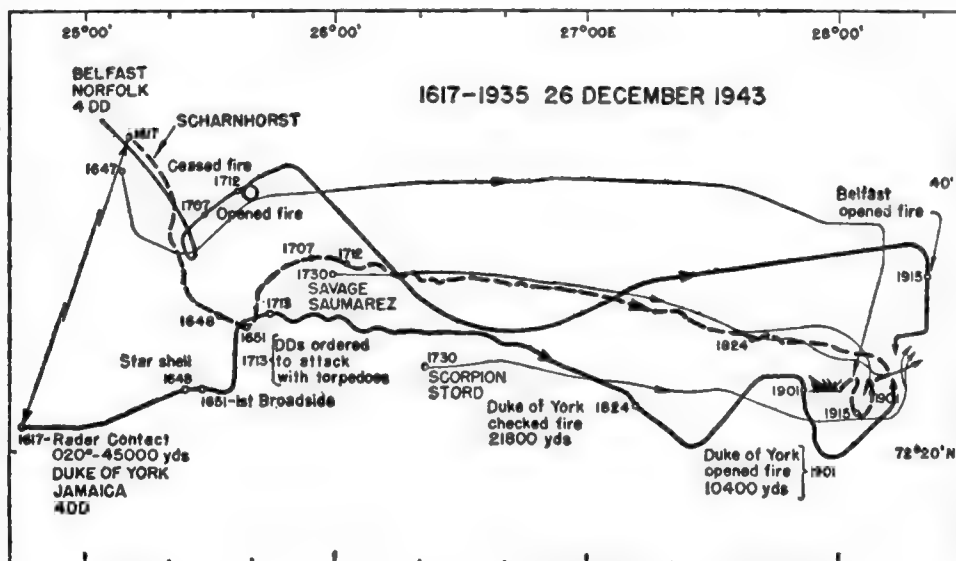 25°00'
26°00'
27°00'E
28°00'
1617-1935 26 DECEMBER 1943
BELFAST
NORFOLK
4 DD
SCHARNHORST
1617
1647
Ceased fire
1712
1707
Opened fire
Belfast
opened fire
40'
1707
1712
1730
SAVAGE
SAUMAREZ
1915
1648
1651
1713
1713
DDs ordered
to attack
with torpedoes
Star shell
1648
1651-1st Broadside
1730
SCORPION
STORD
1824
1901
1901
1915
Duke of York
checked fire
21800 yds
1824
1617-Radar Contact
020°-45000 yds
DUKE OF YORK
JAMAICA
4DD
Duke of York
opened fire
10400 yds
1901
72°20'N